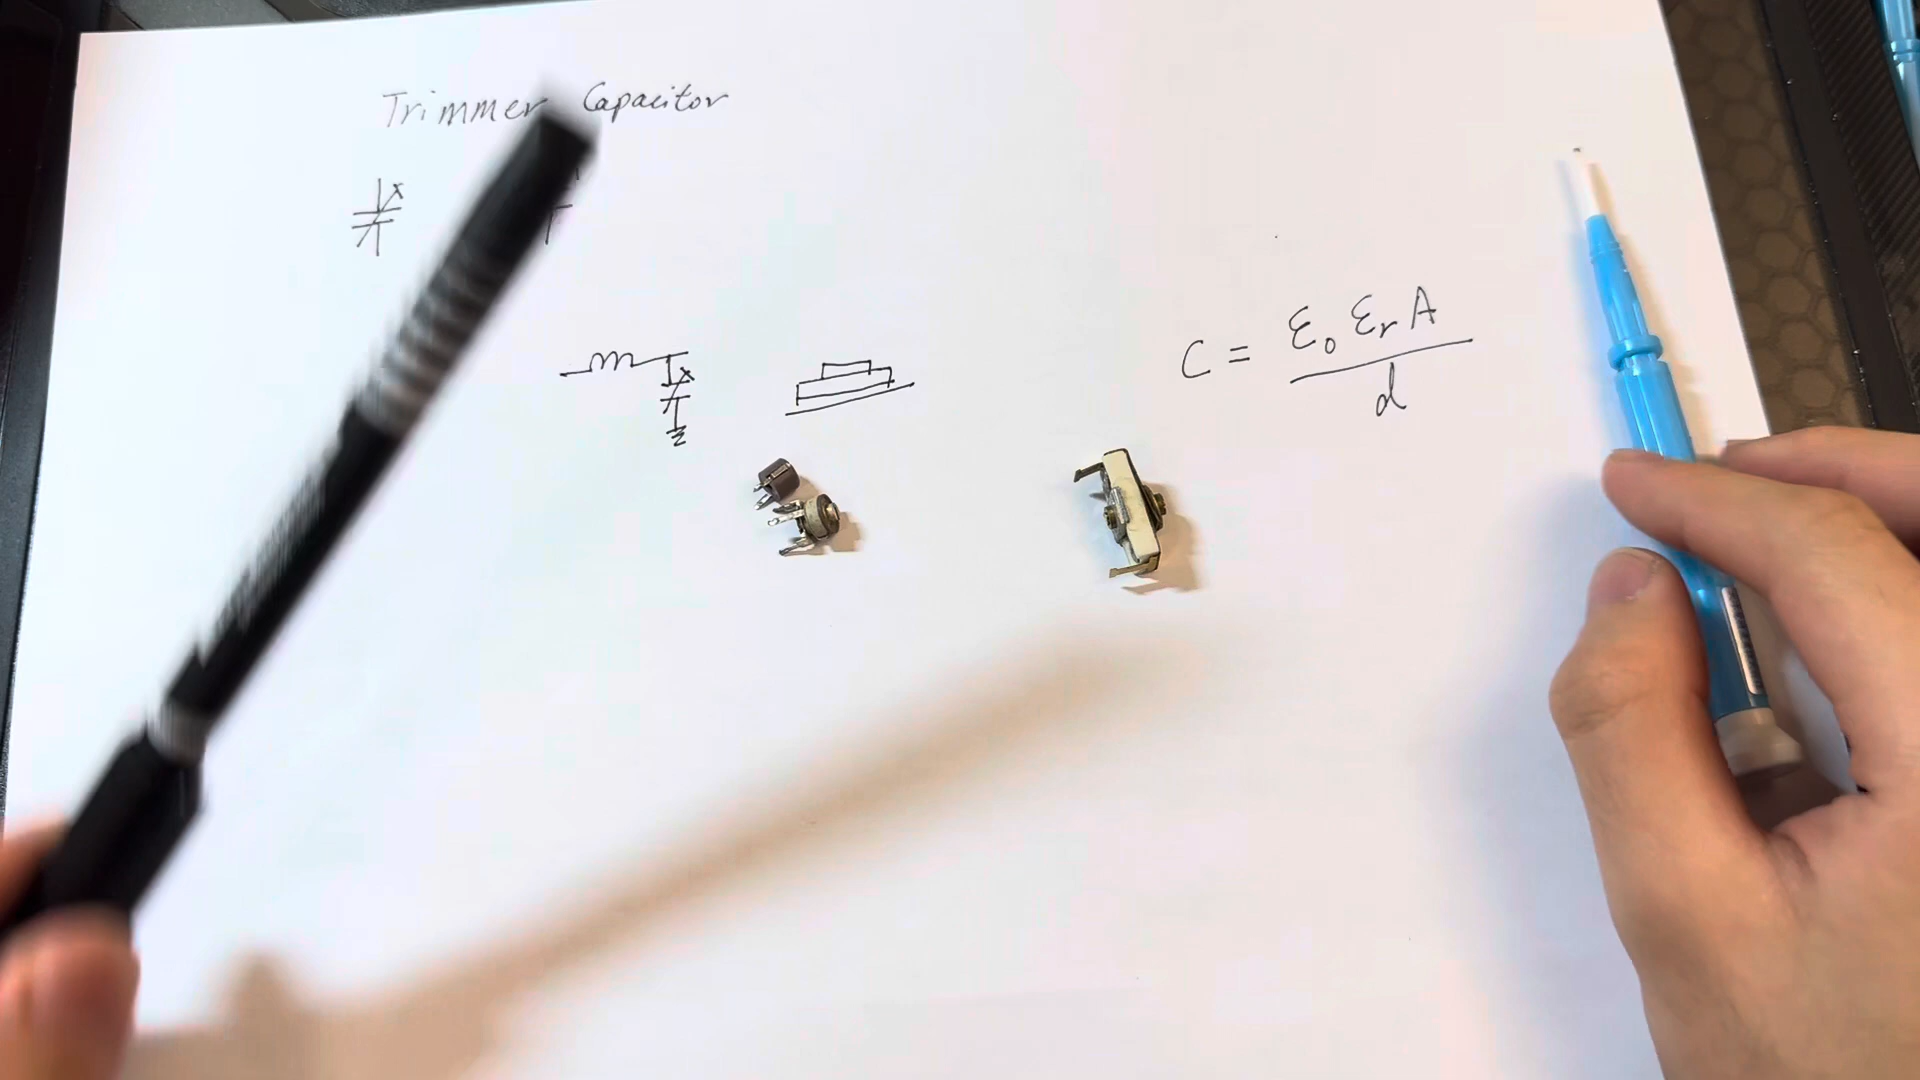 Trimmer Capacitor
C = ε₀ εᵣ A / d